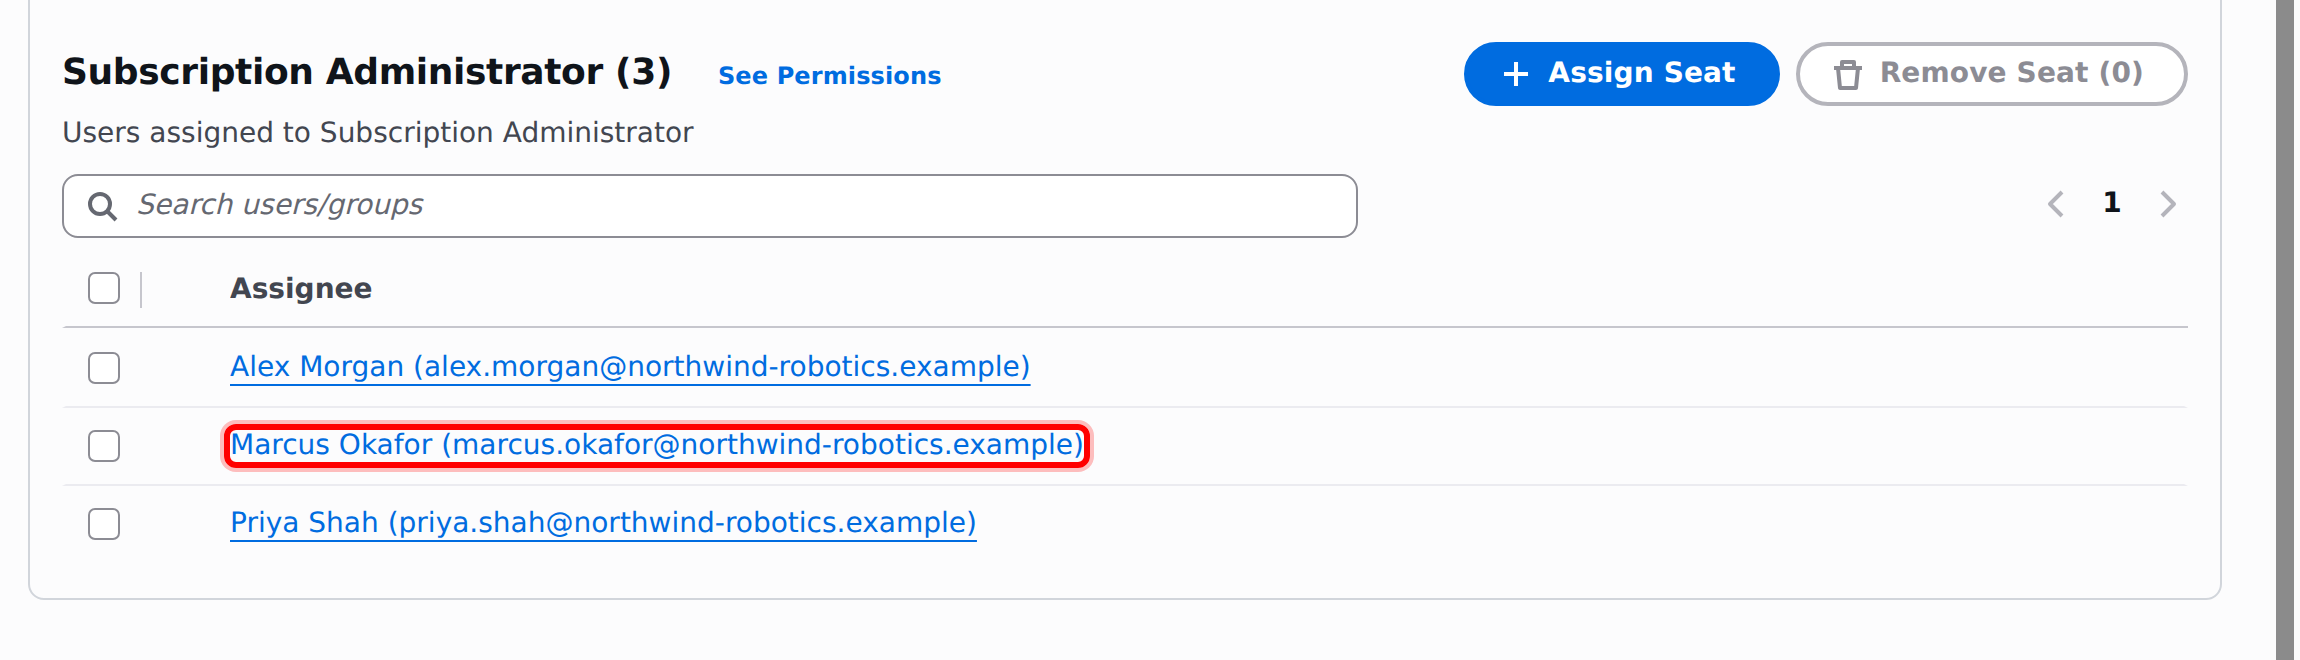 Subscription Administrator (3) See Permissions + Assign Seat Remove Seat (0)
Users assigned to Subscription Administrator
Search users/groups 1
Assignee
Alex Morgan (alex.morgan@northwind-robotics.example)
Marcus Okafor (marcus.okafor@northwind-robotics.example)
Priya Shah (priya.shah@northwind-robotics.example)